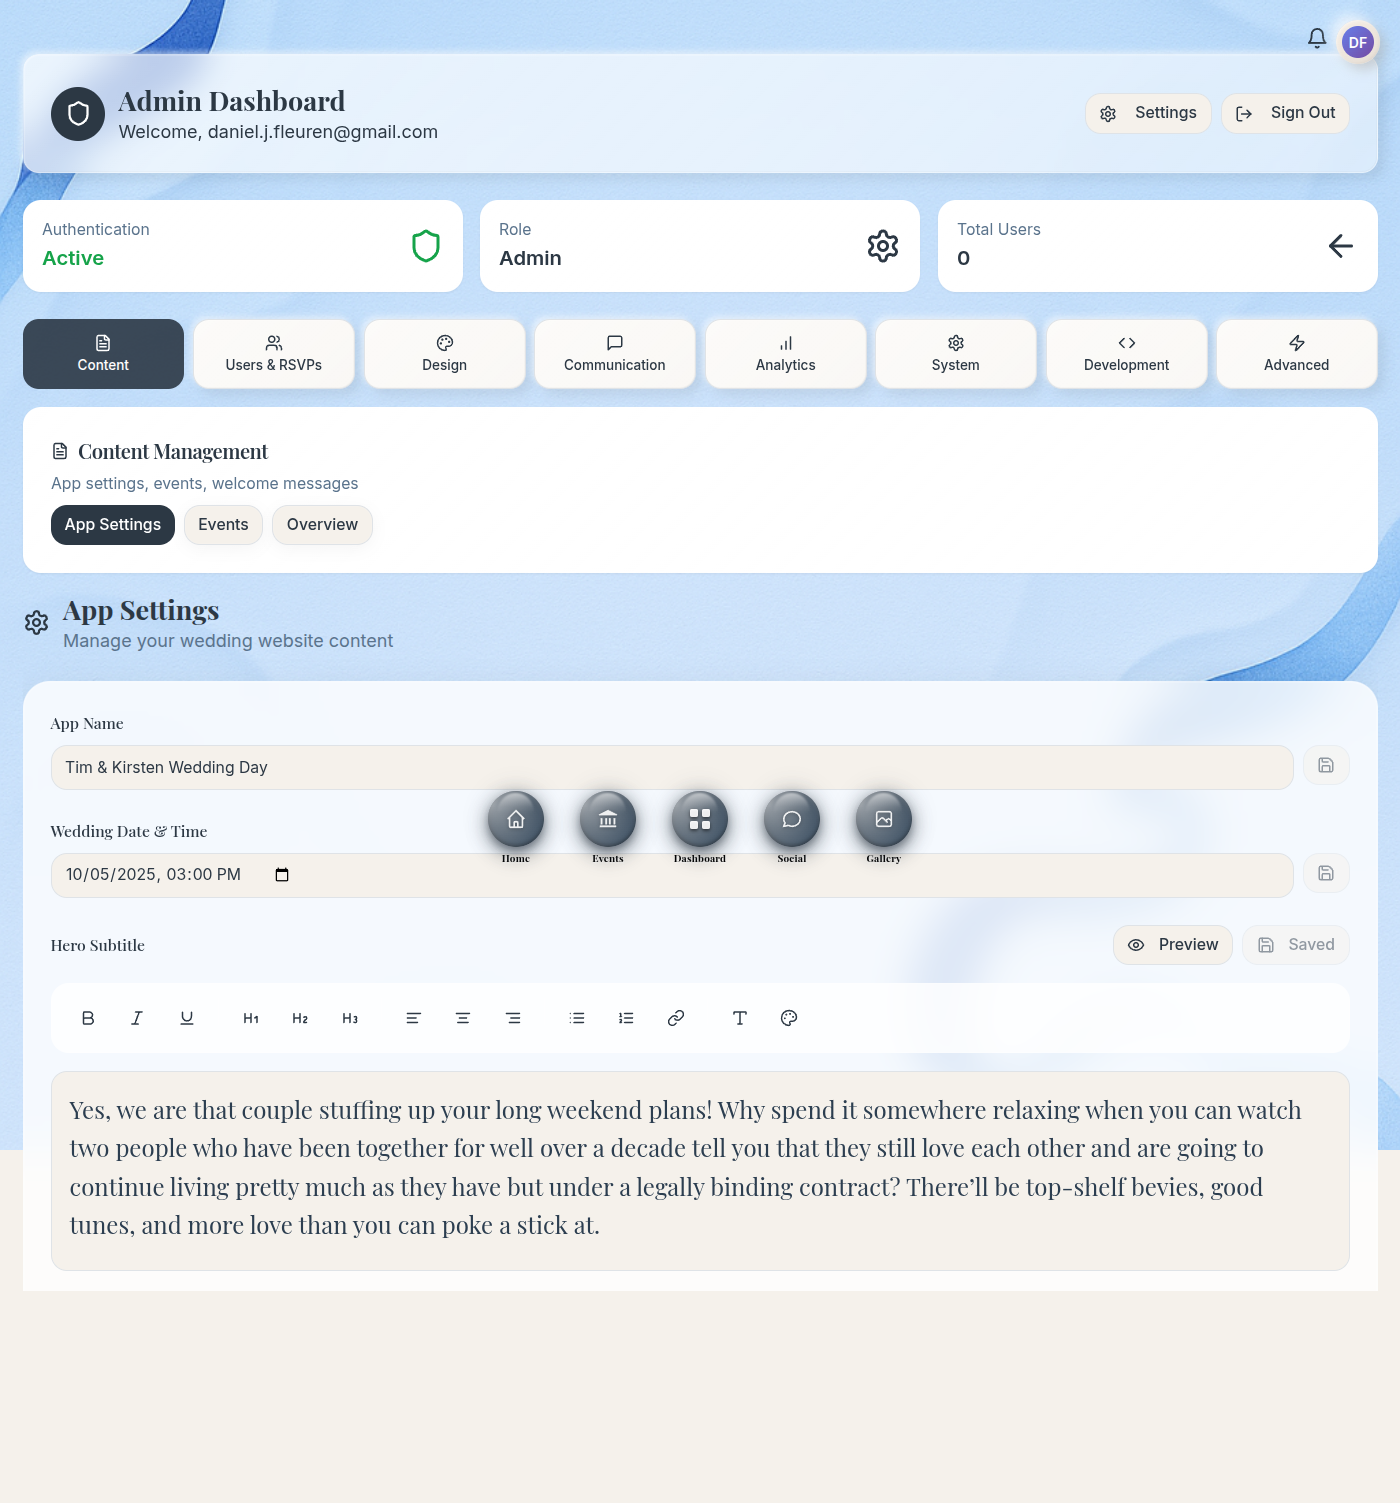 DF
Admin Dashboard
Welcome, daniel.j.fleuren@gmail.com
Settings
Sign Out
Authentication
Active
Role
Admin
Total Users
0
Content
Users & RSVPs
Design
Communication
Analytics
System
Development
Advanced
Content Management
App settings, events, welcome messages
App Settings
Events
Overview
App Settings
Manage your wedding website content
App Name
Tim & Kirsten Wedding Day
Home
Events
Dashboard
Social
Gallery
Wedding Date & Time
10/05/2025, 03:00 PM
Hero Subtitle
Preview
Saved
B I U H1 H2 H3 T
Yes, we are that couple stuffing up your long weekend plans! Why spend it somewhere relaxing when you can watch
two people who have been together for well over a decade tell you that they still love each other and are going to
continue living pretty much as they have but under a legally binding contract? There’ll be top-shelf bevies, good
tunes, and more love than you can poke a stick at.